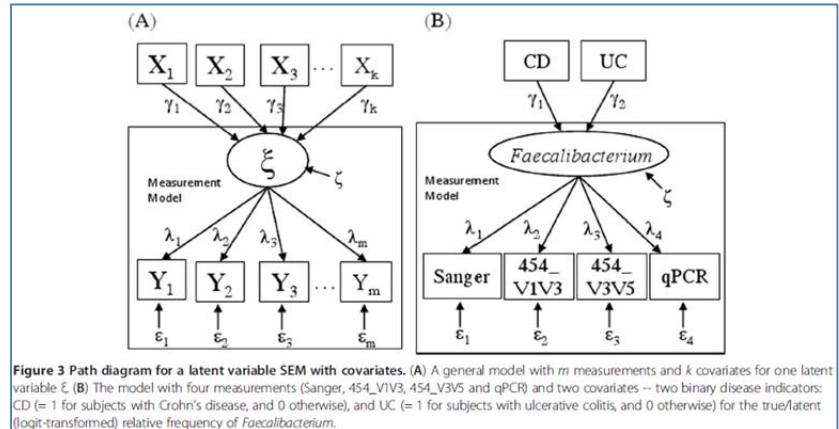 (A)
X₁ X₂ X₃ ... Xₖ
γ₁ γ₂ γ₃ γₖ
ξ
Measurement
Model
ζ
λ₁ λ₂ λ₃ λₘ
Y₁ Y₂ Y₃ ... Yₘ
ε₁ ε₂ ε₃ εₘ
(B)
CD UC
γ₁ γ₂
Faecalibacterium
Measurement
Model
ζ
λ₁ λ₂ λ₃ λ₄
Sanger 454_ 454_ qPCR
V1V3 V3V5
ε₁ ε₂ ε₃ ε₄
Figure 3 Path diagram for a latent variable SEM with covariates. (A) A general model with m measurements and k covariates for one latent
variable ξ. (B) The model with four measurements (Sanger, 454_V1V3, 454_V3V5 and qPCR) and two covariates -- two binary disease indicators:
CD (= 1 for subjects with Crohn's disease, and 0 otherwise), and UC (= 1 for subjects with ulcerative colitis, and 0 otherwise) for the true/latent
(logit-transformed) relative frequency of Faecalibacterium.